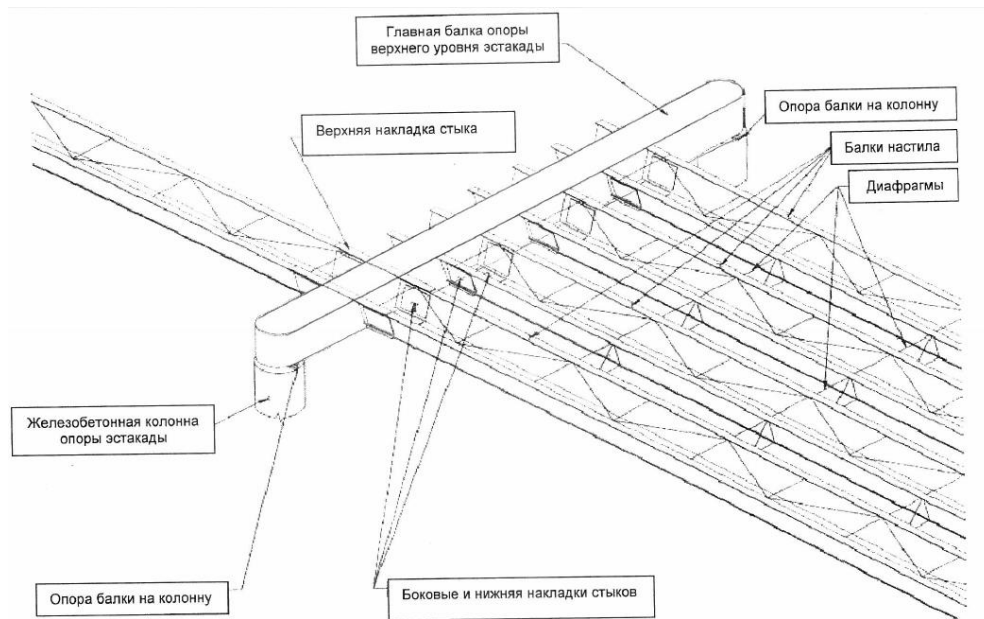 Главная балка опоры
верхнего уровня эстакады
Верхняя накладка стыка
Опора балки на колонну
Балки настила
Диафрагмы
Железобетонная колонна
опоры эстакады
Опора балки на колонну
Боковые и нижняя накладки стыков